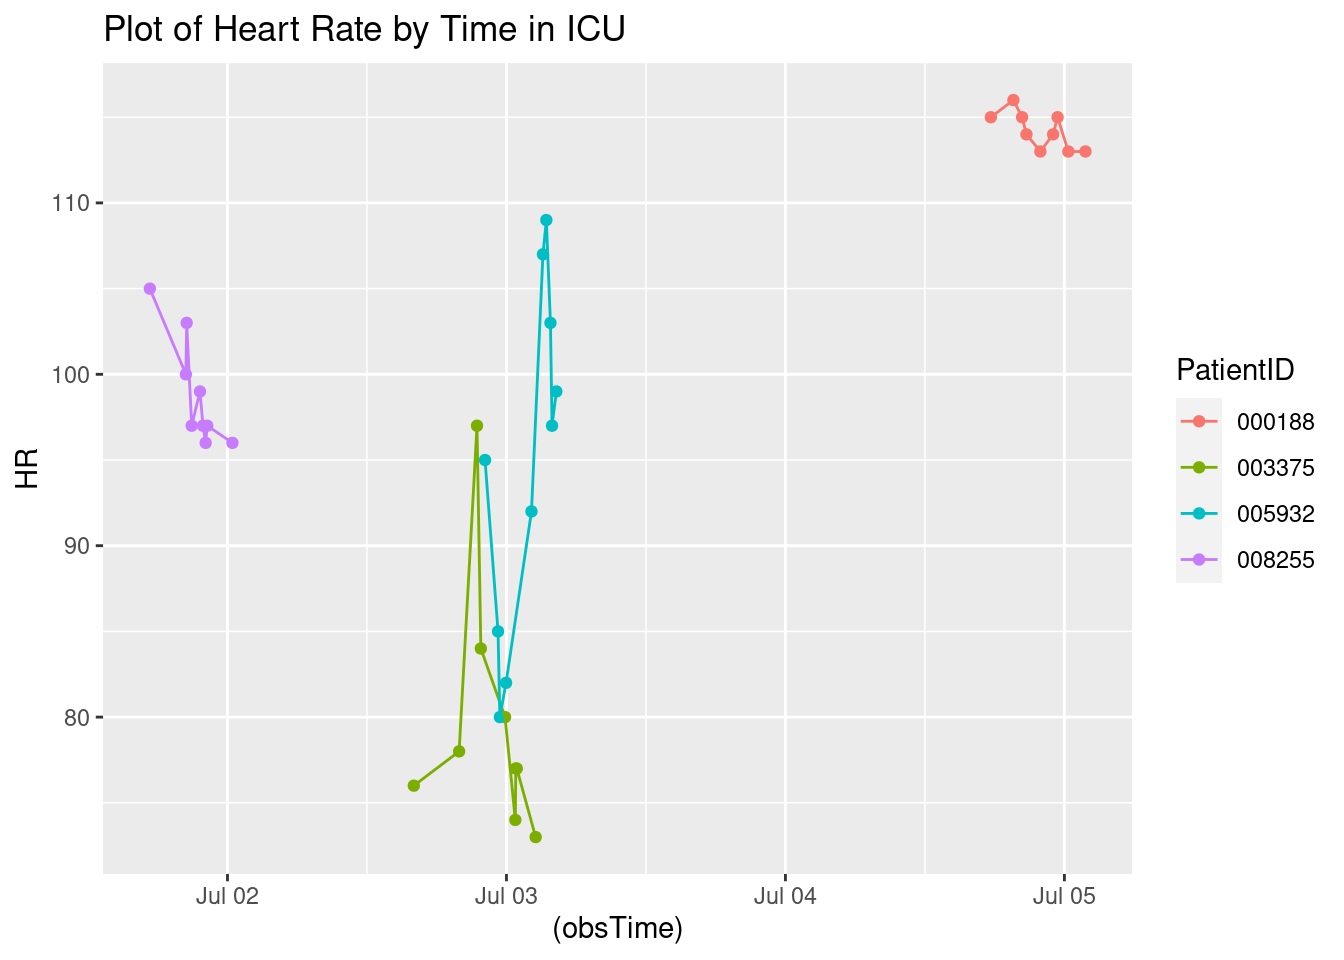 Plot of Heart Rate by Time in ICU
HR
110
100
90
80
Jul 02
Jul 03
Jul 04
Jul 05
(obsTime)
PatientID
000188
003375
005932
008255